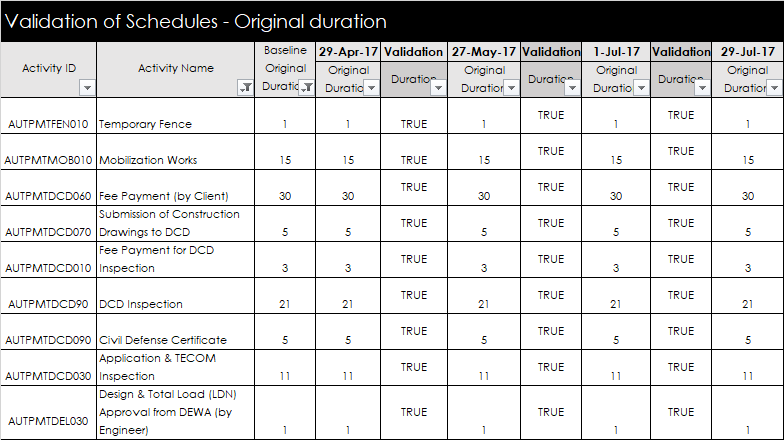 Validation of Schedules - Original duration
Activity ID Activity Name Baseline Original Duration 29-Apr-17 Validation 27-May-17 Validation 1-Jul-17 Validation 29-Jul-17
Original Duration Duration Original Duration Duration Original Duration Duration Original Duration
AUTPMTFEN010 Temporary Fence 1 1 TRUE 1 TRUE 1 TRUE 1
AUTPMTMOB010 Mobilization Works 15 15 TRUE 15 TRUE 15 TRUE 15
AUTPMTDCD060 Fee Payment (by Client) 30 30 TRUE 30 TRUE 30 TRUE 30
AUTPMTDCD070 Submission of Construction
Drawings to DCD 5 5 TRUE 5 TRUE 5 TRUE 5
AUTPMTDCD010 Fee Payment for DCD
Inspection 3 3 TRUE 3 TRUE 3 TRUE 3
AUTPMTDCD90 DCD Inspection 21 21 TRUE 21 TRUE 21 TRUE 21
AUTPMTDCD090 Civil Defense Certificate 5 5 TRUE 5 TRUE 5 TRUE 5
AUTPMTDCD030 Application & TECOM
Inspection 11 11 TRUE 11 TRUE 11 TRUE 11
AUTPMTDEL030 Design & Total Load (LDN)
Approval from DEWA (by
Engineer) 1 1 TRUE 1 TRUE 1 TRUE 1